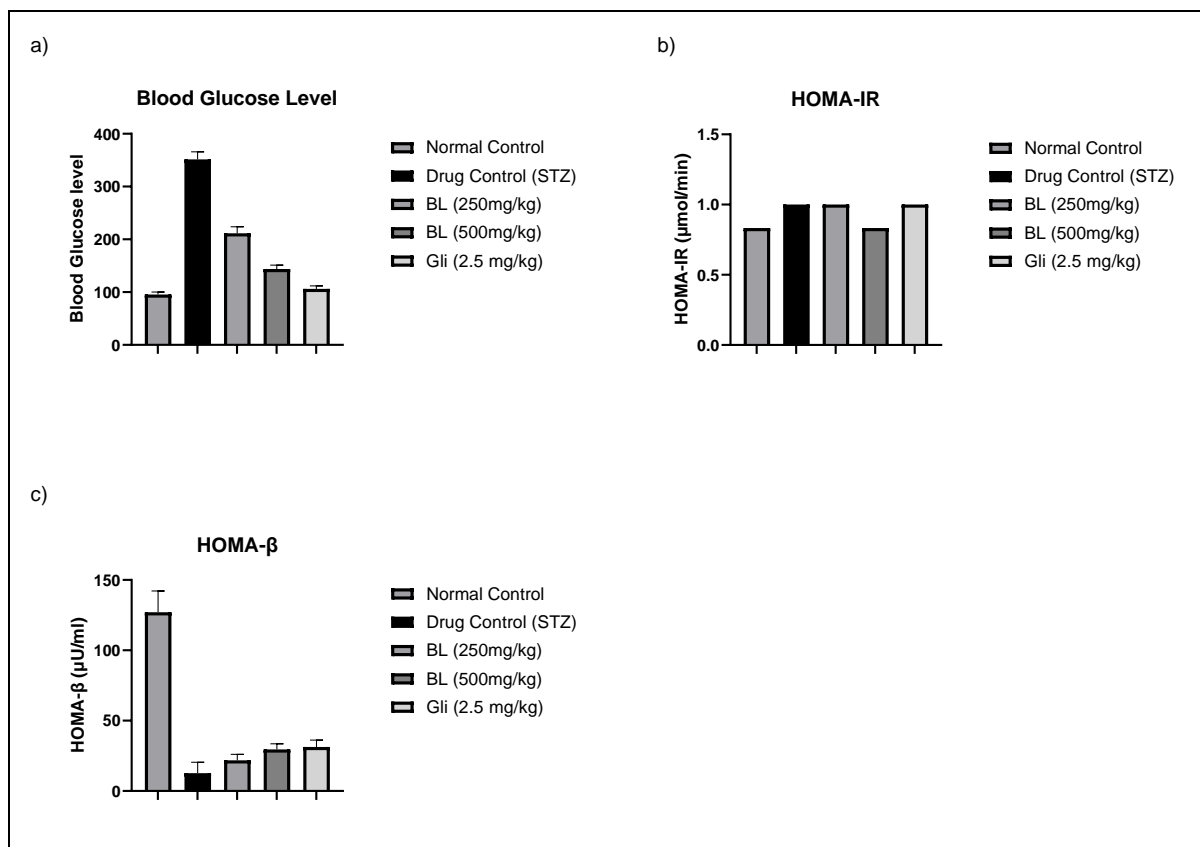 a)
Blood Glucose Level
Blood Glucose level
400
300
200
100
0
Normal Control
Drug Control (STZ)
BL (250mg/kg)
BL (500mg/kg)
Gli (2.5 mg/kg)
b)
HOMA-IR
HOMA-IR (μmol/min)
1.5
1.0
0.5
0.0
Normal Control
Drug Control (STZ)
BL (250mg/kg)
BL (500mg/kg)
Gli (2.5 mg/kg)
c)
HOMA-β
HOMA-β (μU/ml)
150
100
50
0
Normal Control
Drug Control (STZ)
BL (250mg/kg)
BL (500mg/kg)
Gli (2.5 mg/kg)